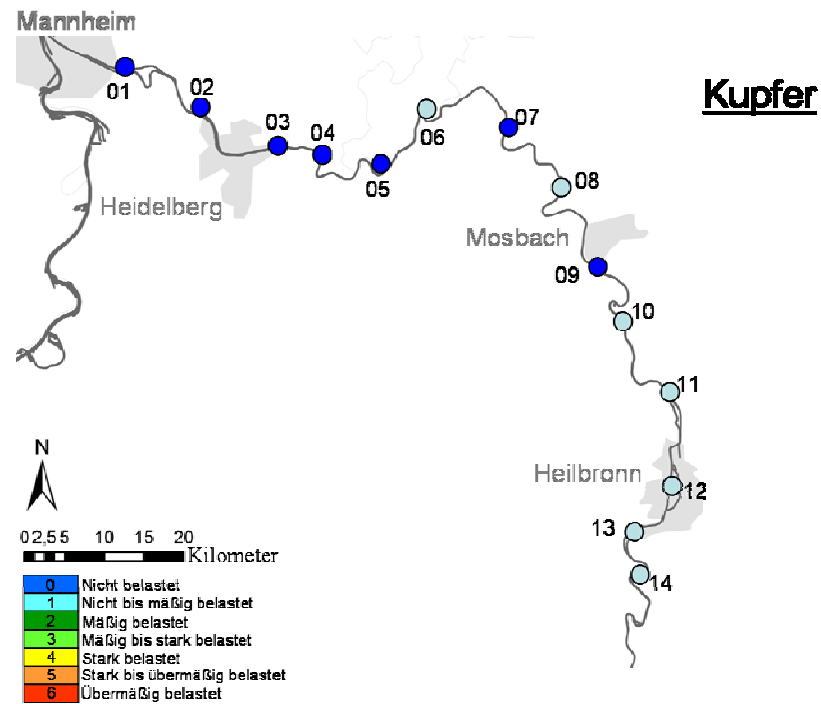 Mannheim
Kupfer
01
02
03
04
05
06
07
08
Heidelberg
Mosbach
09
10
11
Heilbronn
12
13
14
N
0 2,5 5 10 15 20
Kilometer
0 Nicht belastet
1 Nicht bis mäßig belastet
2 Mäßig belastet
3 Mäßig bis stark belastet
4 Stark belastet
5 Stark bis übermäßig belastet
6 Übermäßig belastet